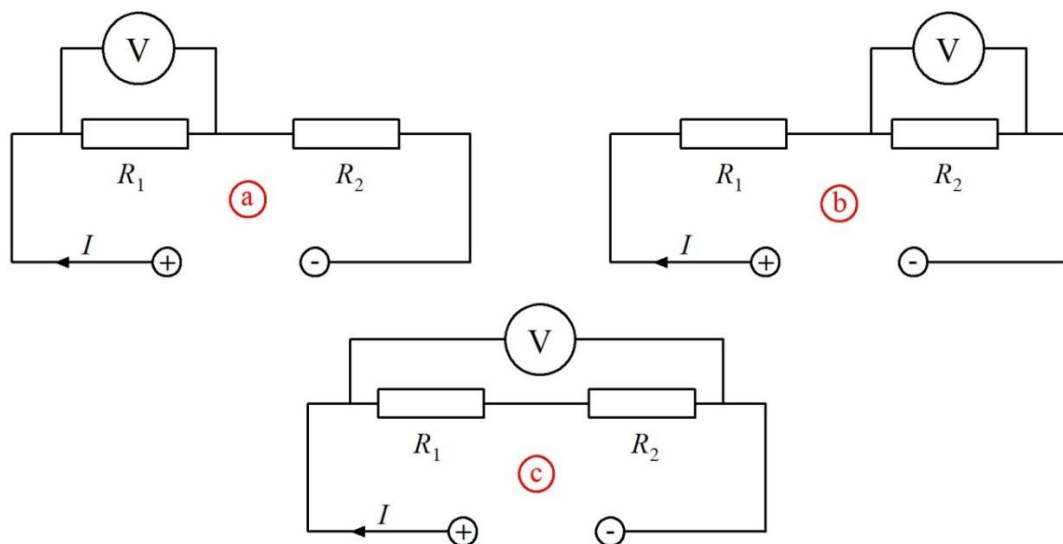 V
R₁
R₂
a
I
+
-
V
R₁
R₂
b
I
+
-
V
R₁
R₂
c
I
+
-